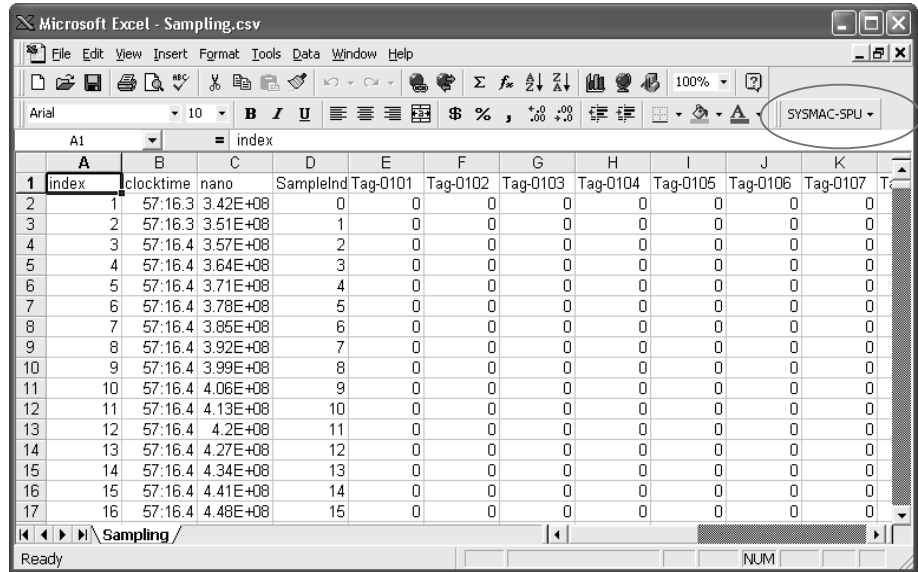 Microsoft Excel - Sampling.csv
File Edit View Insert Format Tools Data Window Help
100%
Arial 10 B I U $ % , SYSMAC-SPU
A1 = index
A B C D E F G H I J K
1 index clocktime nano SampleInd Tag-0101 Tag-0102 Tag-0103 Tag-0104 Tag-0105 Tag-0106 Tag-0107
2 1 57:16.3 3.42E+08 0 0 0 0 0 0 0 0
3 2 57:16.3 3.51E+08 1 0 0 0 0 0 0 0
4 3 57:16.4 3.57E+08 2 0 0 0 0 0 0 0
5 4 57:16.4 3.64E+08 3 0 0 0 0 0 0 0
6 5 57:16.4 3.71E+08 4 0 0 0 0 0 0 0
7 6 57:16.4 3.78E+08 5 0 0 0 0 0 0 0
8 7 57:16.4 3.85E+08 6 0 0 0 0 0 0 0
9 8 57:16.4 3.92E+08 7 0 0 0 0 0 0 0
10 9 57:16.4 3.99E+08 8 0 0 0 0 0 0 0
11 10 57:16.4 4.06E+08 9 0 0 0 0 0 0 0
12 11 57:16.4 4.13E+08 10 0 0 0 0 0 0 0
13 12 57:16.4 4.2E+08 11 0 0 0 0 0 0 0
14 13 57:16.4 4.27E+08 12 0 0 0 0 0 0 0
15 14 57:16.4 4.34E+08 13 0 0 0 0 0 0 0
16 15 57:16.4 4.41E+08 14 0 0 0 0 0 0 0
17 16 57:16.4 4.48E+08 15 0 0 0 0 0 0 0
Sampling
Ready NUM